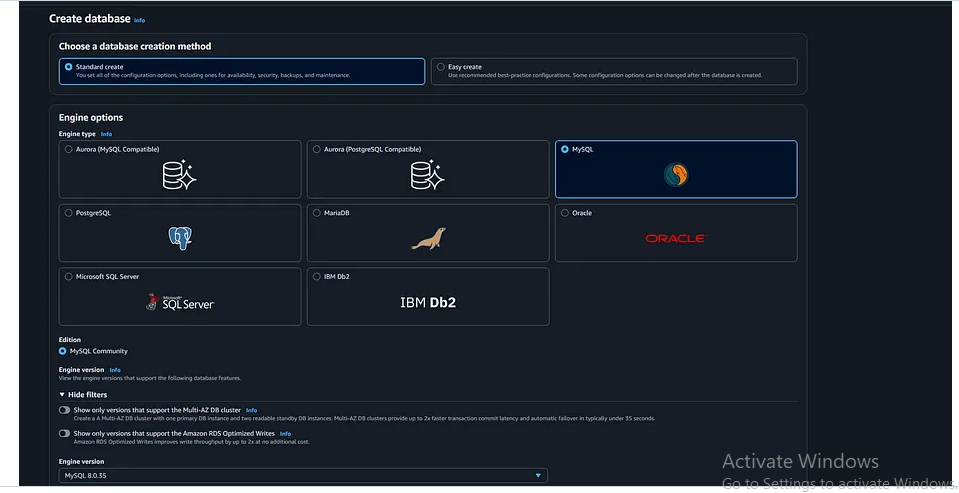 Create database Info
Choose a database creation method
Standard create
You set all of the configuration options, including ones for availability, security, backups, and maintenance.
Easy create
Use recommended best-practice configurations. Some configuration options can be changed after the database is created.
Engine options
Engine type Info
Aurora (MySQL Compatible)
Aurora (PostgreSQL Compatible)
MySQL
PostgreSQL
MariaDB
Oracle
ORACLE
Microsoft SQL Server
Microsoft
SQL Server
IBM Db2
IBM Db2
Edition
MySQL Community
Engine version Info
View the engine versions that support the following database features.
Hide filters
Show only versions that support the Multi-AZ DB cluster Info
Create a A Multi-AZ DB cluster with one primary DB instance and two readable standby DB instances. Multi-AZ DB clusters provide up to 2x faster transaction commit latency and automatic failover in typically under 35 seconds.
Show only versions that support the Amazon RDS Optimized Writes Info
Amazon RDS Optimized Writes improves write throughput by up to 2x at no additional cost.
Engine version
MySQL 8.0.35
Activate Windows
Go to Settings to activate Windows.